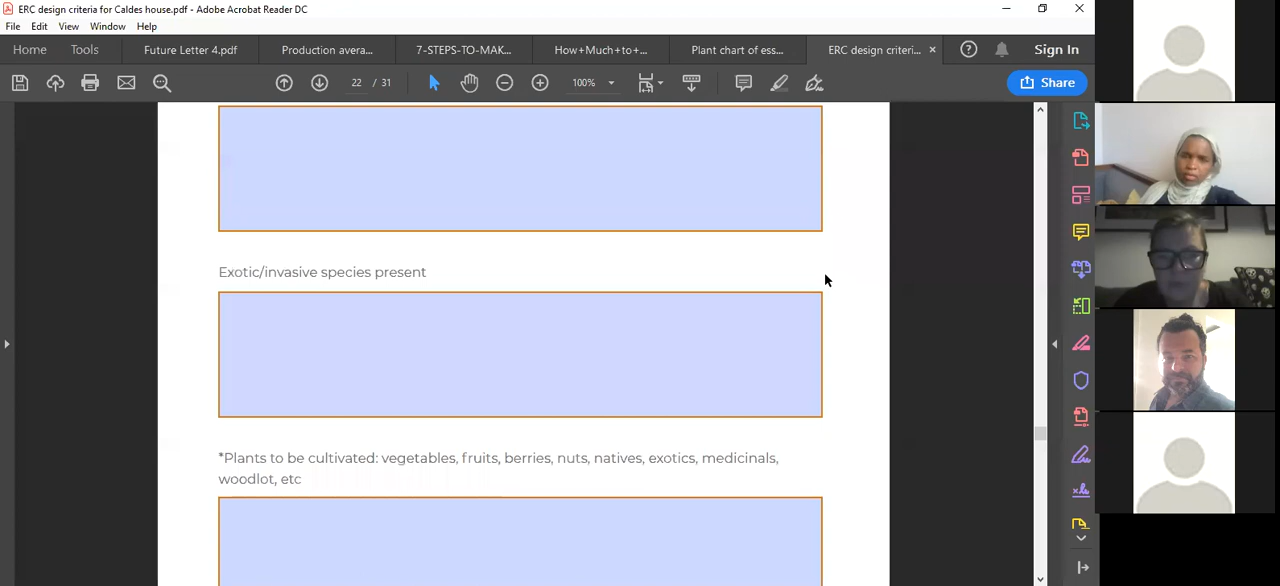 ERC design criteria for Caldes house.pdf - Adobe Acrobat Reader DC
File Edit View Window Help
Home Tools Future Letter 4.pdf Production avera... 7-STEPS-TO-MAK... How+Much+to+... Plant chart of ess... ERC design criteri... × Sign In
22 / 31 100% Share
Exotic/invasive species present
*Plants to be cultivated: vegetables, fruits, berries, nuts, natives, exotics, medicinals,
woodlot, etc